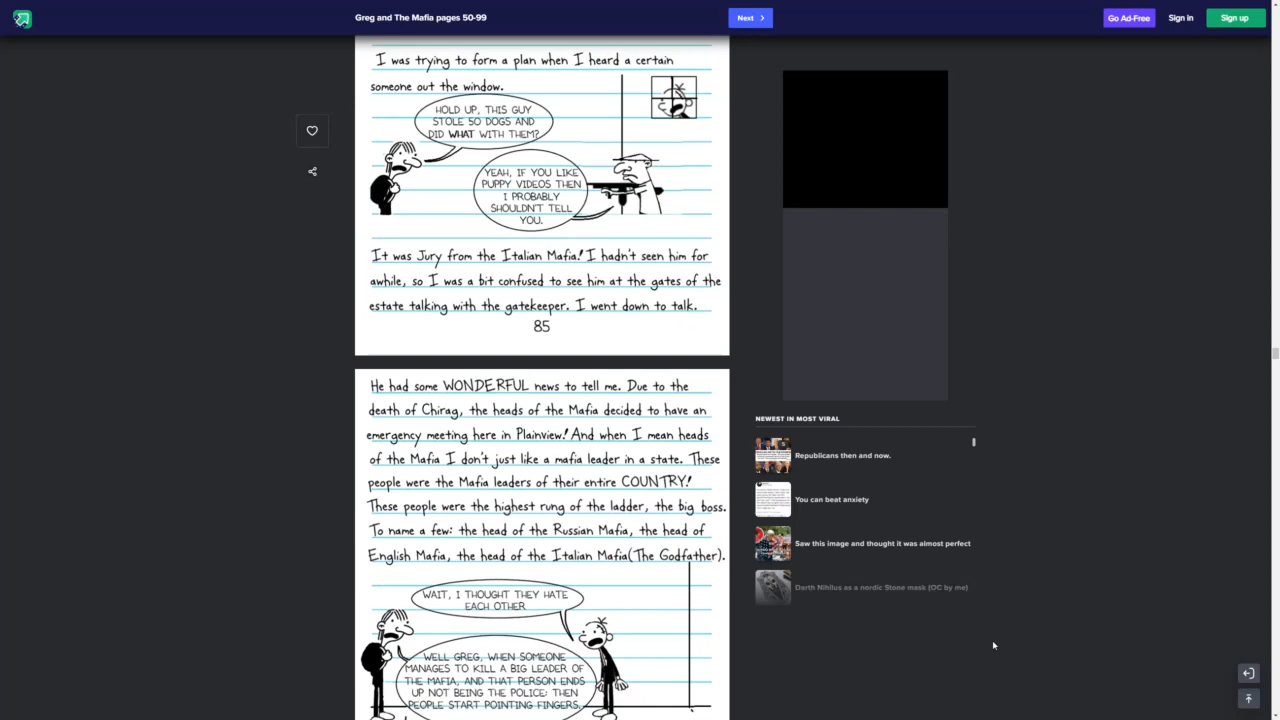 Greg and The Mafia pages 50-99
Next
Go Ad-Free
Sign in
Sign up
I was trying to form a plan when I heard a certain
someone out the window.
HOLD UP, THIS GUY
STOLE 50 DOGS AND
DID WHAT WITH THEM?
YEAH, IF YOU LIKE
PUPPY VIDEOS THEN
I PROBABLY
SHOULDN'T TELL
YOU.
It was Jury from the Italian Mafia! I hadn't seen him for
awhile, so I was a bit confused to see him at the gates of the
estate talking with the gatekeeper. I went down to talk.
85
He had some WONDERFUL news to tell me. Due to the
death of Chirag, the heads of the Mafia decided to have an
emergency meeting here in Plainview! And when I mean heads
of the Mafia I don't just like a mafia leader in a state. These
people were the Mafia leaders of their entire COUNTRY!
These people were the highest rung of the ladder, the big boss.
To name a few: the head of the Russian Mafia, the head of
English Mafia, the head of the Italian Mafia(The Godfather).
WAIT, I THOUGHT THEY HATE
EACH OTHER
WELL GREG, WHEN SOMEONE
MANAGES TO KILL A BIG LEADER OF
THE MAFIA, AND THAT PERSON ENDS
UP NOT BEING THE POLICE: THEN
PEOPLE START POINTING FINGERS.
NEWEST IN MOST VIRAL
Republicans then and now.
You can beat anxiety
Saw this image and thought it was almost perfect
Darth Nihilus as a nordic Stone mask (OC by me)